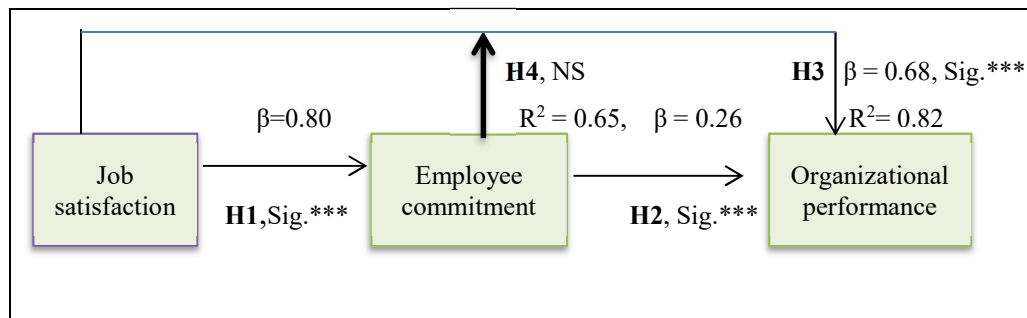 H4, NS
H3
β = 0.68, Sig.***
β=0.80
R² = 0.65, β = 0.26
R²= 0.82
Job
satisfaction
Employee
commitment
Organizational
performance
H1,Sig.***
H2, Sig.***